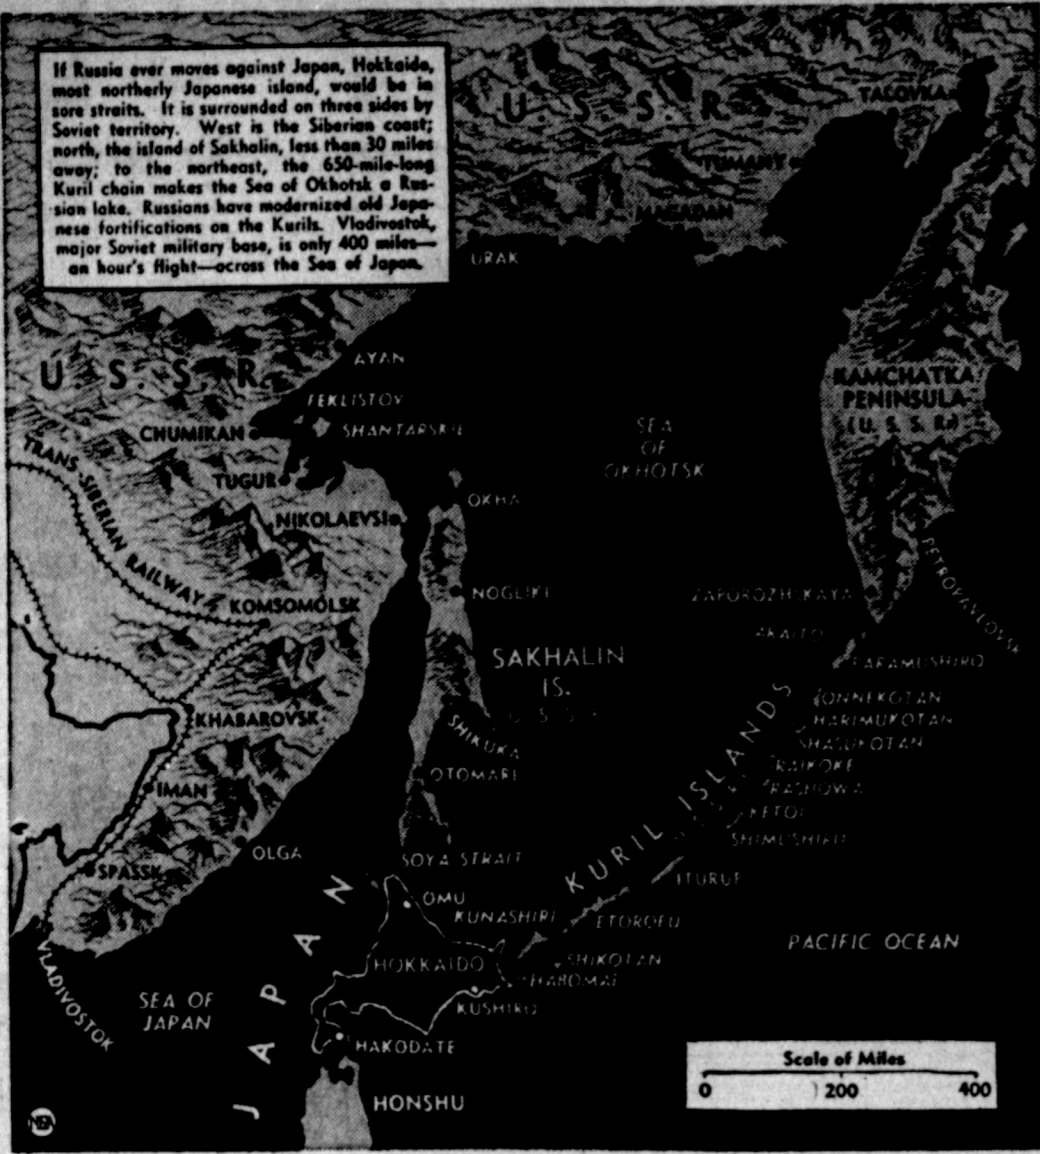 If Russia ever moves against Japan, Hokkaido,
most northerly Japanese island, would be in
sore straits. It is surrounded on three sides by
Soviet territory. West is the Siberian coast;
north, the island of Sakhalin, less than 30 miles
away; to the northeast, the 650-mile-long
Kuril chain makes the Sea of Okhotsk a Rus-
sian lake. Russians have modernized old Japa-
nese fortifications on the Kurils. Vladivostok,
major Soviet military base, is only 400 miles—
an hour's flight—across the Sea of Japan.
U. S. S. R.
TALOVKA
TUMANY
MAGADAN
URAK
AYAN
U. S. S. R.
FEKLISTOV
KAMCHATKA
PENINSULA
(U. S. S. R.)
CHUMIKAN
SHANTARSKIE
SEA
OF
OKHOTSK
TRANS-SIBERIAN RAILWAY
TUGUR
OKHA
NIKOLAEVSK
PETROPAVLOVSK
NOGLIKI
ZAPOROZHSKAYA
KOMSOMOLSK
ARAITO
SAKHALIN
IS.
U. S. S. R.
PARAMUSHIRO
ONNEKOTAN
KHABAROVSK
HARIMUKOTAN
SHIKUKA
SHASUKOTAN
RAIKOKE
OTOMARI
IMAN
RASHOWA
KETOI
KURIL ISLANDS
OLGA
SHIMUSHIRU
SOYA STRAIT
SPASSK
ITURUF
JAPAN
OMU
KUNASHIRI
ETOROFU
PACIFIC OCEAN
VLADIVOSTOK
HOKKAIDO
SHIKOTAN
HABOMAI
SEA OF
JAPAN
KUSHIRO
HAKODATE
Scale of Miles
0 200 400
HONSHU
NEA